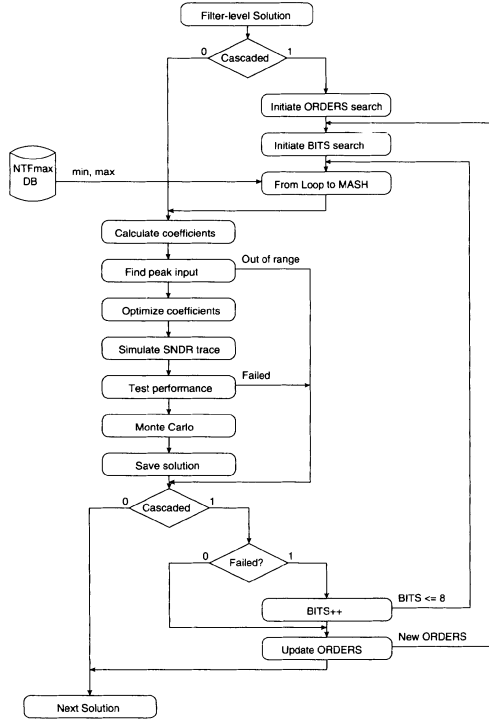 Filter-level Solution
0 1
Cascaded
Initiate ORDERS search
Initiate BITS search
NTFmax
DB
min, max
From Loop to MASH
Calculate coefficients
Out of range
Find peak input
Optimize coefficients
Simulate SNDR trace
Failed
Test performance
Monte Carlo
Save solution
0 1
Cascaded
0 1
Failed?
BITS <= 8
BITS++
New ORDERS
Update ORDERS
Next Solution